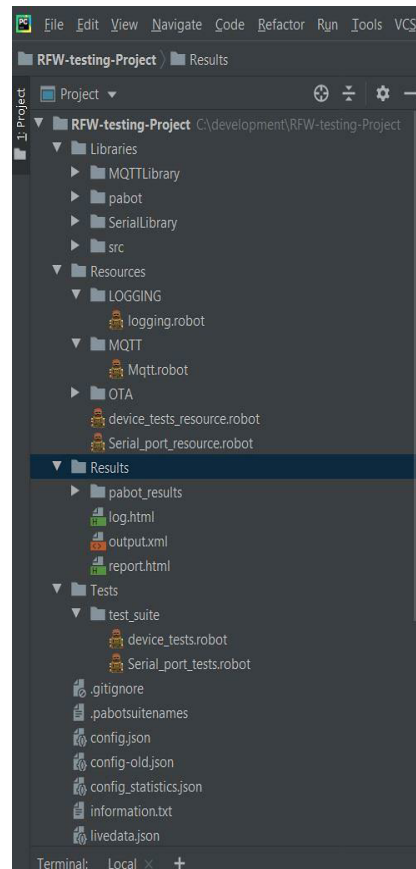 PC File Edit View Navigate Code Refactor Run Tools VCS
RFW-testing-Project Results
1: Project
Project
RFW-testing-Project C:\development\RFW-testing-Project
Libraries
MQTTLibrary
pabot
SerialLibrary
src
Resources
LOGGING
logging.robot
MQTT
Mqtt.robot
OTA
device_tests_resource.robot
Serial_port_resource.robot
Results
pabot_results
log.html
output.xml
report.html
Tests
test_suite
device_tests.robot
Serial_port_tests.robot
.gitignore
.pabotsuitenames
config.json
config-old.json
config_statistics.json
information.txt
livedata.json
Terminal: Local × +